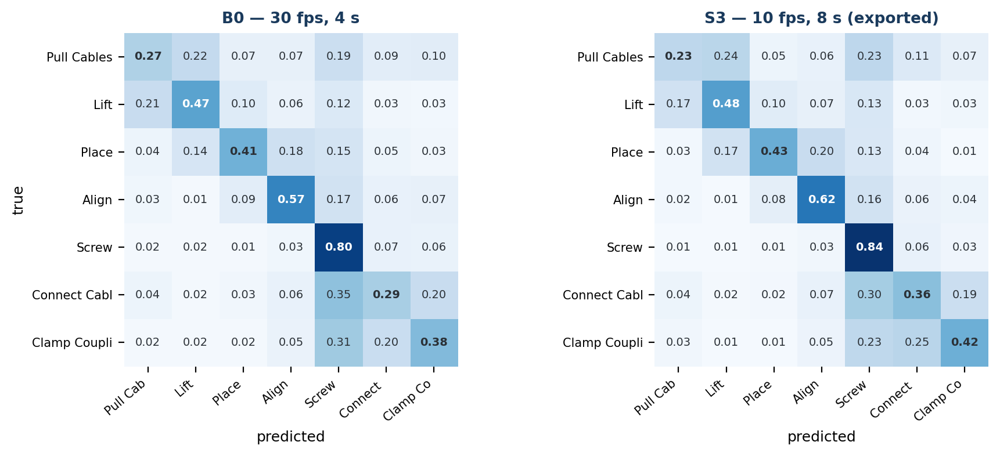 B0 — 30 fps, 4 s
Pull Cables 0.27 0.22 0.07 0.07 0.19 0.09 0.10
Lift 0.21 0.47 0.10 0.06 0.12 0.03 0.03
Place 0.04 0.14 0.41 0.18 0.15 0.05 0.03
Align 0.03 0.01 0.09 0.57 0.17 0.06 0.07
Screw 0.02 0.02 0.01 0.03 0.80 0.07 0.06
Connect Cabl 0.04 0.02 0.03 0.06 0.35 0.29 0.20
Clamp Coupli 0.02 0.02 0.02 0.05 0.31 0.20 0.38
true
Pull Cab Lift Place Align Screw Connect Clamp Co
predicted
S3 — 10 fps, 8 s (exported)
Pull Cables 0.23 0.24 0.05 0.06 0.23 0.11 0.07
Lift 0.17 0.48 0.10 0.07 0.13 0.03 0.03
Place 0.03 0.17 0.43 0.20 0.13 0.04 0.01
Align 0.02 0.01 0.08 0.62 0.16 0.06 0.04
Screw 0.01 0.01 0.01 0.03 0.84 0.06 0.03
Connect Cabl 0.04 0.02 0.02 0.07 0.30 0.36 0.19
Clamp Coupli 0.03 0.01 0.01 0.05 0.23 0.25 0.42
Pull Cab Lift Place Align Screw Connect Clamp Co
predicted